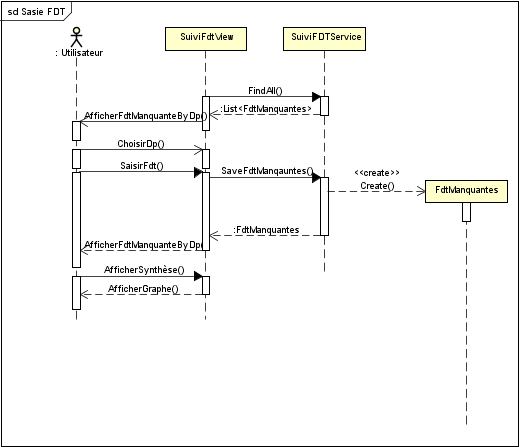 sd Sasie FDT
: Utilisateur
SuiviFdtView
SuiviFDTService
FindAll()
:List<FdtManquantes>
AfficherFdtManquanteByDp()
ChoisirDp()
SaisirFdt()
SaveFdtManqauntes()
<<create>>
Create()
FdtManquantes
:FdtManquantes
AfficherFdtManquanteByDp()
AfficherSynthèse()
AfficherGraphe()